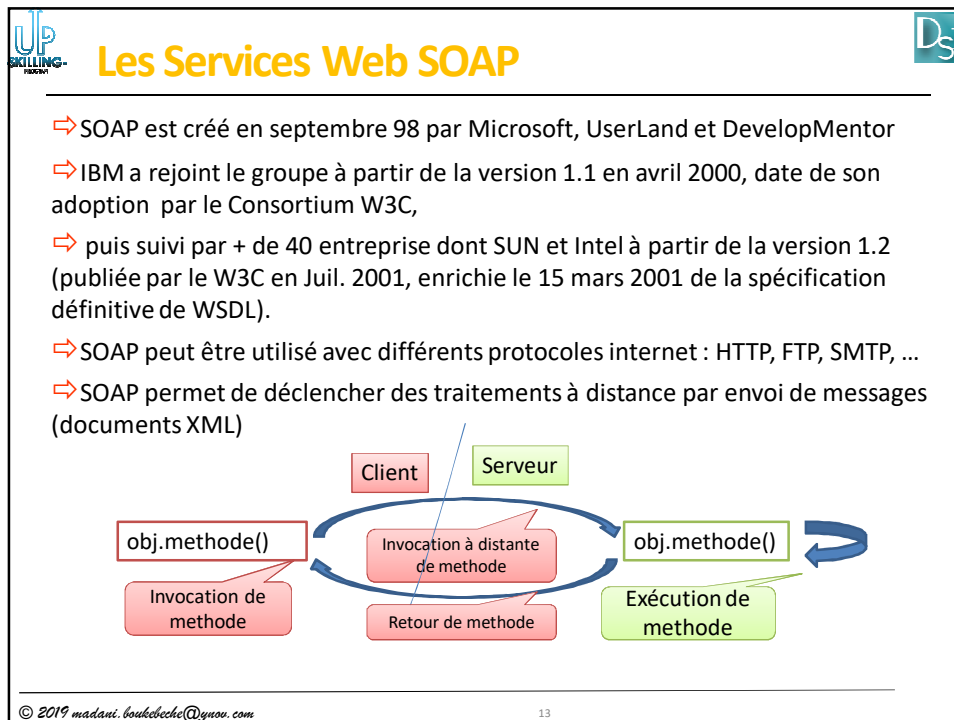 UP
SKILLING-
PROGRAM
Les Services Web SOAP
DS
⇨SOAP est créé en septembre 98 par Microsoft, UserLand et DevelopMentor
⇨IBM a rejoint le groupe à partir de la version 1.1 en avril 2000, date de son
adoption par le Consortium W3C,
⇨ puis suivi par + de 40 entreprise dont SUN et Intel à partir de la version 1.2
(publiée par le W3C en Juil. 2001, enrichie le 15 mars 2001 de la spécification
définitive de WSDL).
⇨SOAP peut être utilisé avec différents protocoles internet : HTTP, FTP, SMTP, ...
⇨SOAP permet de déclencher des traitements à distance par envoi de messages
(documents XML)
Client
Serveur
obj.methode()
Invocation à distante
de methode
obj.methode()
Invocation de
methode
Retour de methode
Exécution de
methode
© 2019 madani.boukebeche@ynov.com
13